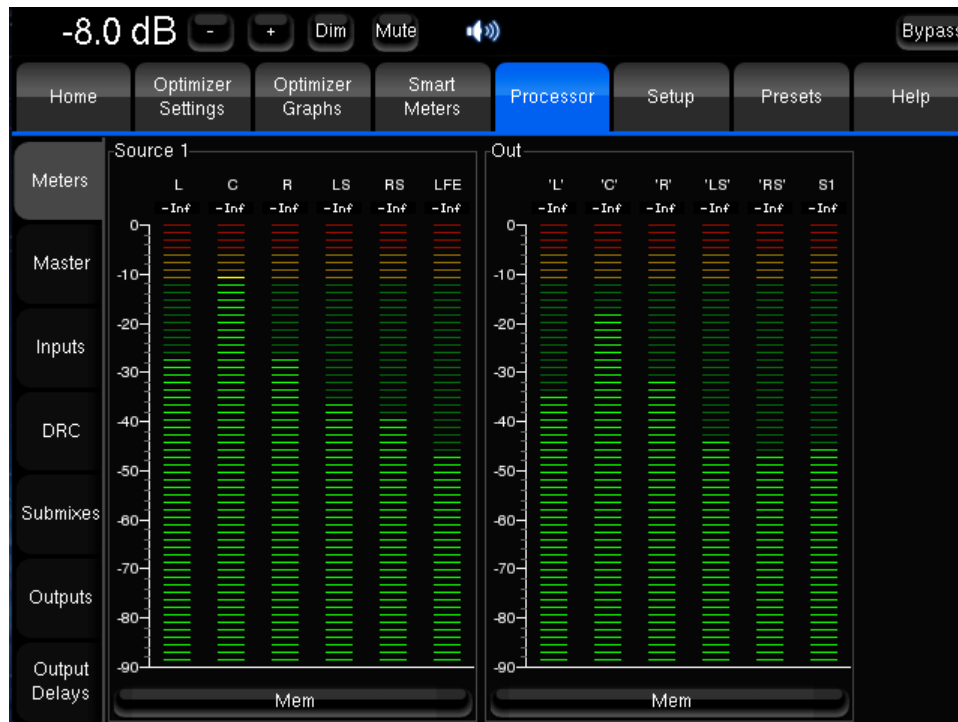 -8.0 dB - + Dim Mute Bypass
Home Optimizer Settings Optimizer Graphs Smart Meters Processor Setup Presets Help
Meters
Master
Inputs
DRC
Submixes
Outputs
Output
Delays
Source 1
L C R LS RS LFE
-Inf -Inf -Inf -Inf -Inf -Inf
0
-10
-20
-30
-40
-50
-60
-70
-80
-90
Mem
Out
'L' 'C' 'R' 'LS' 'RS' S1
-Inf -Inf -Inf -Inf -Inf -Inf
0
-10
-20
-30
-40
-50
-60
-70
-80
-90
Mem